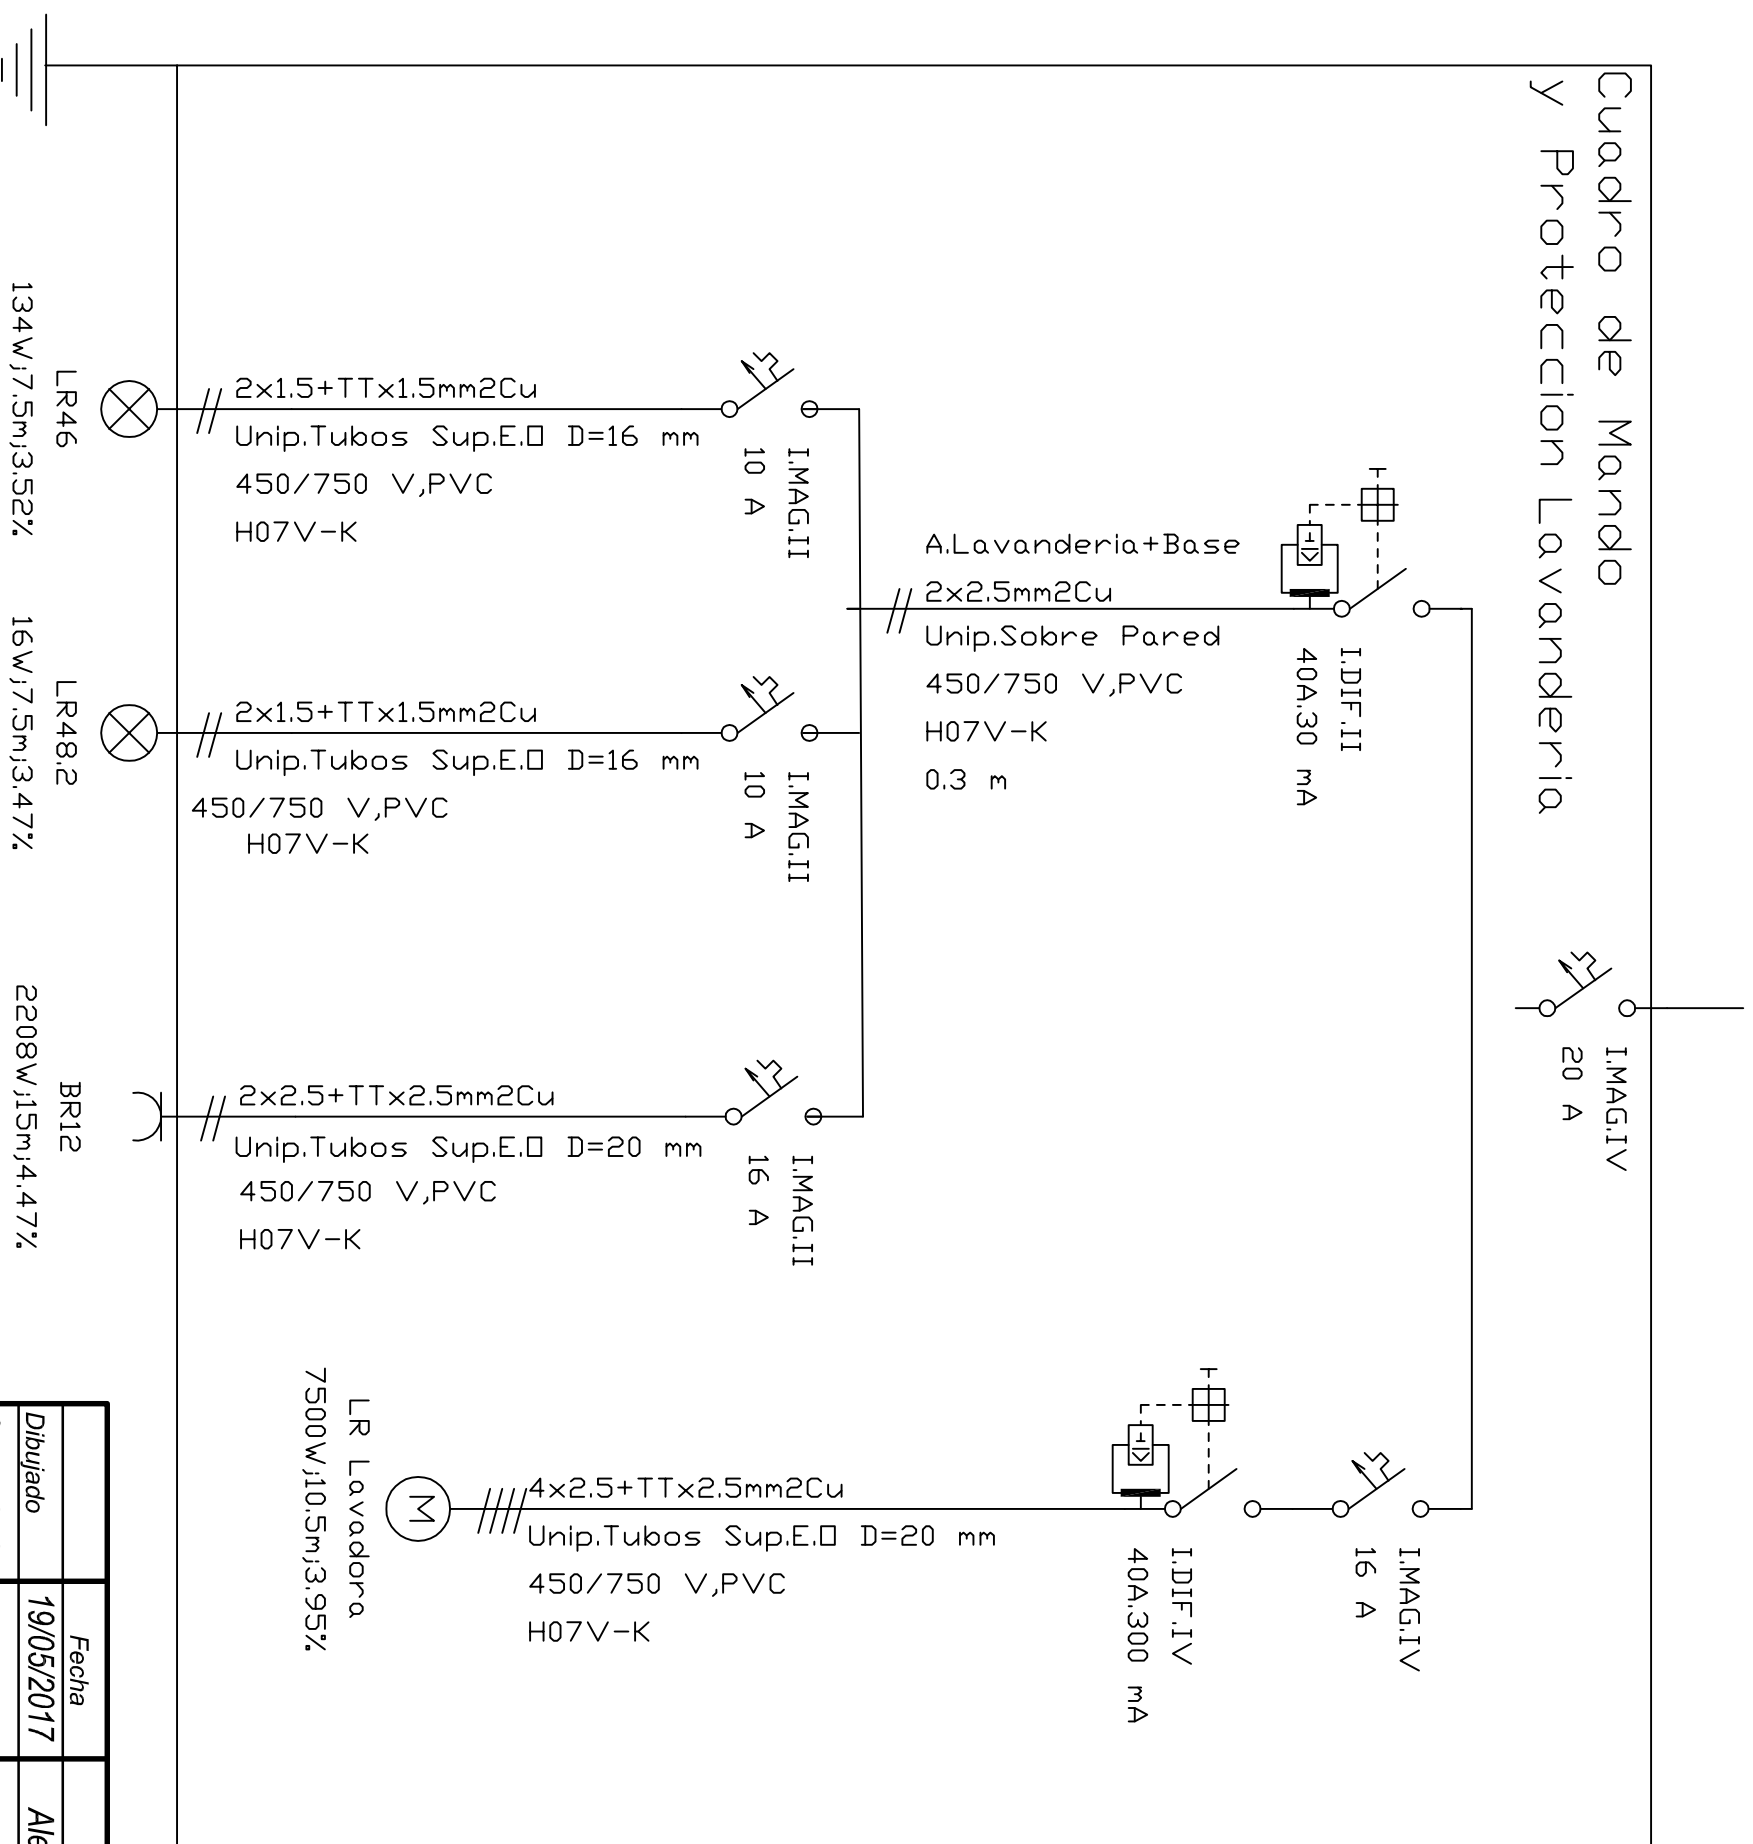 Cuadro de Mando
y Proteccion Lavanderia
I.MAG.IV
20 A
I.DIF.II
40A.30 mA
A.Lavanderia+Base
2x2.5mm2Cu
Unip.Sobre Pared
450/750 V,PVC
H07V-K
0.3 m
I.MAG.IV
16 A
I.DIF.IV
40A.300 mA
4x2.5+TTx2.5mm2Cu
Unip.Tubos Sup.E.□ D=20 mm
450/750 V,PVC
H07V-K
M
LR Lavadora
7500W;10.5m;3.95%
I.MAG.II
10 A
2x1.5+TTx1.5mm2Cu
Unip.Tubos Sup.E.□ D=16 mm
450/750 V,PVC
H07V-K
LR46
134W;7.5m;3.52%
I.MAG.II
10 A
2x1.5+TTx1.5mm2Cu
Unip.Tubos Sup.E.□ D=16 mm
450/750 V,PVC
H07V-K
LR48.2
16W;7.5m;3.47%
I.MAG.II
16 A
2x2.5+TTx2.5mm2Cu
Unip.Tubos Sup.E.□ D=20 mm
450/750 V,PVC
H07V-K
BR12
2208W;15m;4.47%
Fecha
Dibujado 19/05/2017 Ale